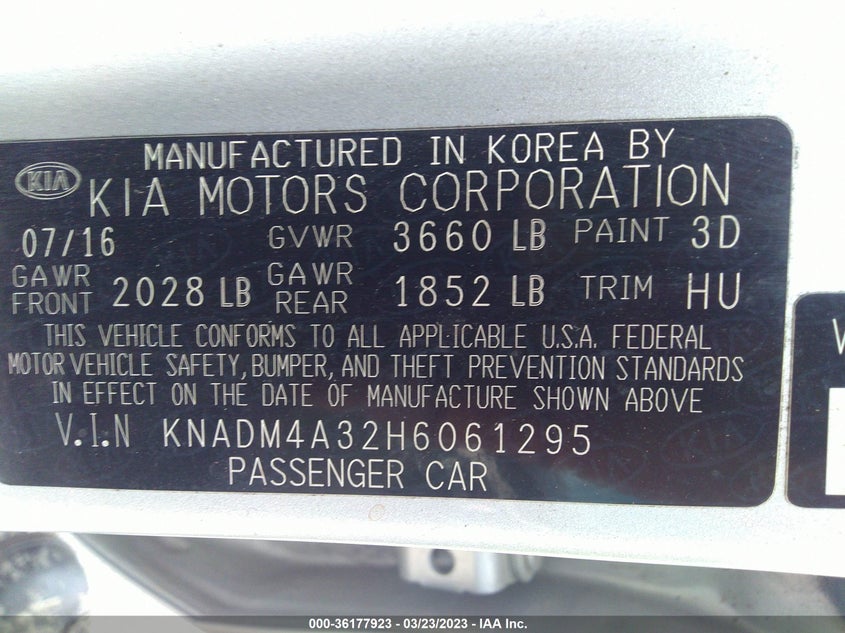 MANUFACTURED IN KOREA BY
KIA KIA MOTORS CORPORATION
07/16 GVWR 3660 LB PAINT 3D
GAWR FRONT 2028 LB GAWR REAR 1852 LB TRIM HU
THIS VEHICLE CONFORMS TO ALL APPLICABLE U.S.A. FEDERAL
MOTOR VEHICLE SAFETY, BUMPER, AND THEFT PREVENTION STANDARDS
IN EFFECT ON THE DATE OF MANUFACTURE SHOWN ABOVE
V.I.N KNADM4A32H6061295
PASSENGER CAR
000-36177923 / 03/23/2023 - IAA Inc.